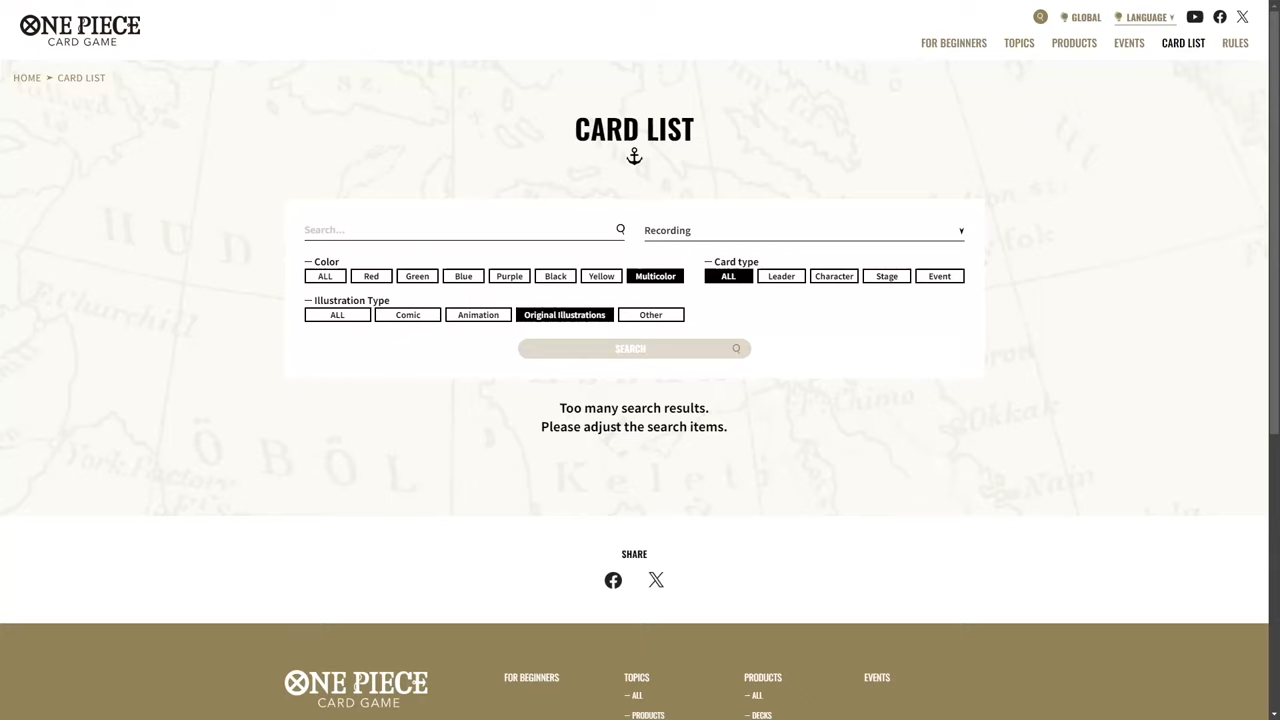 ONE PIECE
CARD GAME
GLOBAL
LANGUAGE
FOR BEGINNERS
TOPICS
PRODUCTS
EVENTS
CARD LIST
RULES
HOME ➤ CARD LIST
CARD LIST
Search...
Recording
Color
ALL
Red
Green
Blue
Purple
Black
Yellow
Multicolor
Card type
ALL
Leader
Character
Stage
Event
Illustration Type
ALL
Comic
Animation
Original Illustrations
Other
SEARCH
Too many search results.
Please adjust the search items.
SHARE
ONE PIECE
CARD GAME
FOR BEGINNERS
TOPICS
– ALL
– PRODUCTS
PRODUCTS
– ALL
– DECKS
EVENTS